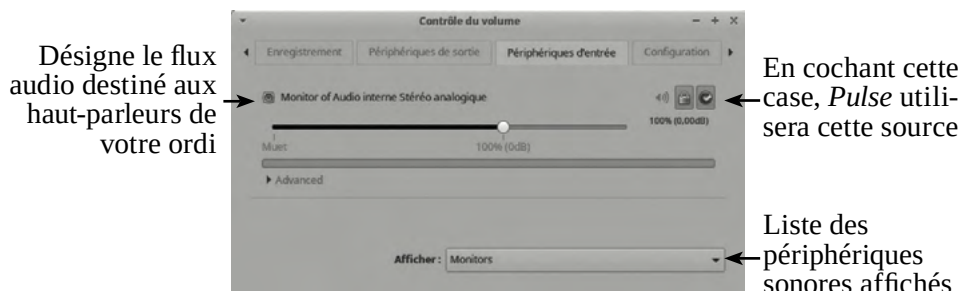 Contrôle du volume
Enregistrement Périphériques de sortie Périphériques d'entrée Configuration
Désigne le flux
audio destiné aux
haut-parleurs de
votre ordi
Monitor of Audio interne Stéréo analogique
100% (0.00dB)
Muet 100% (0dB)
Advanced
En cochant cette
case, Pulse utili-
sera cette source
Afficher : Monitors
Liste des
périphériques
sonores affichés